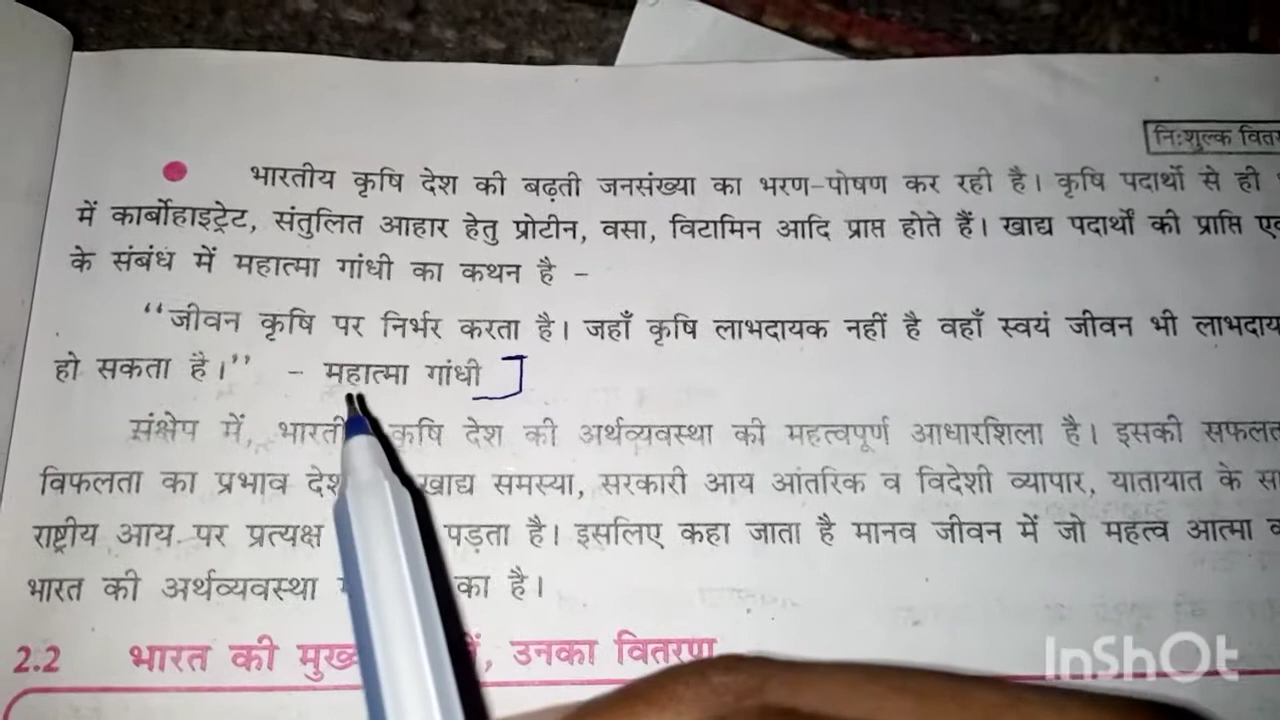 निःशुल्क
भारतीय कृषि देश की बढ़ती जनसंख्या का भरण-पोषण कर रही है। कृषि पदार्थों से ही
में कार्बोहाइट्रेट, संतुलित आहार हेतु प्रोटीन, वसा, विटामिन आदि प्राप्त होते हैं। खाद्य पदार्थों की प्राप्ति
के संबंध में महात्मा गांधी का कथन है –
“जीवन कृषि पर निर्भर करता है। जहाँ कृषि लाभदायक नहीं है वहाँ स्वयं जीवन भी
हो सकता है।” – महात्मा गांधी
संक्षेप में, कृषि देश की अर्थव्यवस्था की महत्वपूर्ण आधारशिला है। इसकी
विफलता का प्रभाव देश खाद्य समस्या, सरकारी आय आंतरिक व विदेशी व्यापार, यातायात के
राष्ट्रीय आय पर प्रत्यक्ष पड़ता है। इसलिए कहा जाता है मानव जीवन में जो महत्व आत्मा
भारत की अर्थव्यवस्था का है।
2.2 भारत की उनका वितरण
InShOt